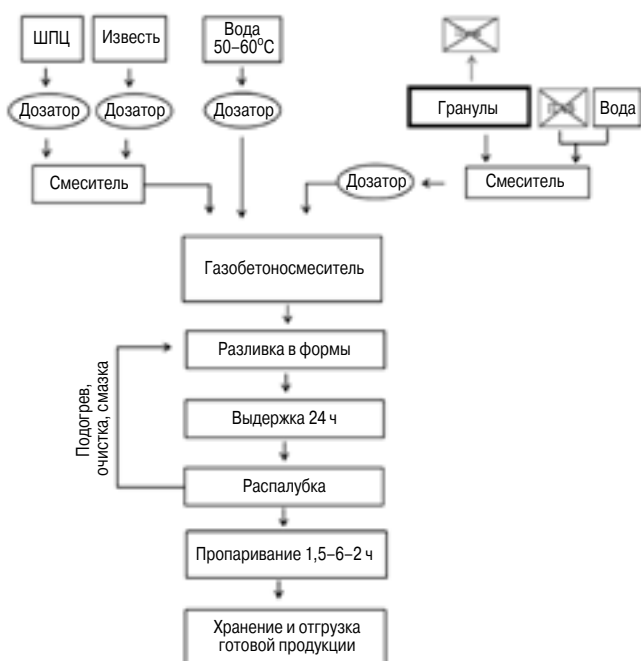 ШПЦ
Известь
Вода
50–60°С
Дозатор
Дозатор
Дозатор
Гранулы
Вода
Смеситель
Дозатор
Смеситель
Газобетоносмеситель
Разливка в формы
Подогрев,
очистка, смазка
Выдержка 24 ч
Распалубка
Пропаривание 1,5–6–2 ч
Хранение и отгрузка
готовой продукции